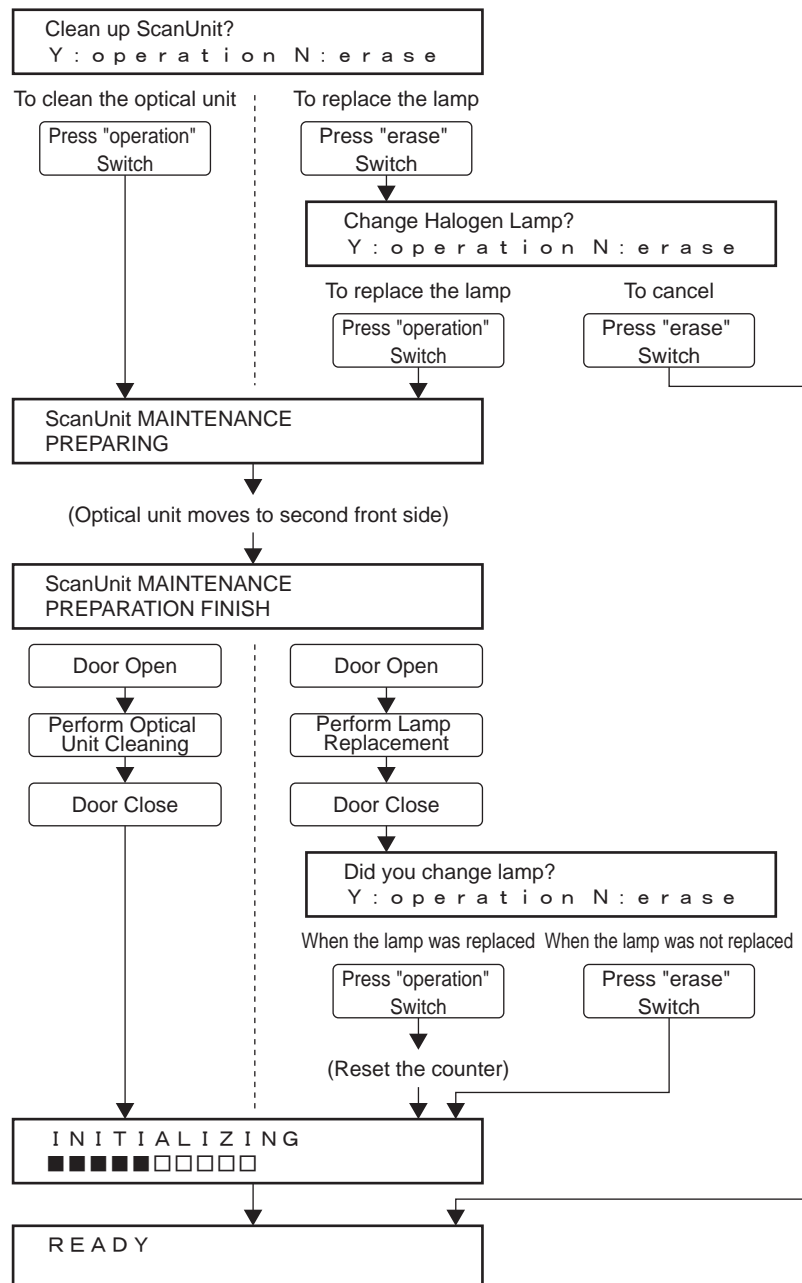 Clean up ScanUnit?
Y:operation N:erase
To clean the optical unit
To replace the lamp
Press "operation"
Switch
Press "erase"
Switch
Change Halogen Lamp?
Y:operation N:erase
To replace the lamp
To cancel
Press "operation"
Switch
Press "erase"
Switch
ScanUnit MAINTENANCE
PREPARING
(Optical unit moves to second front side)
ScanUnit MAINTENANCE
PREPARATION FINISH
Door Open
Perform Optical
Unit Cleaning
Door Close
Door Open
Perform Lamp
Replacement
Door Close
Did you change lamp?
Y:operation N:erase
When the lamp was replaced
When the lamp was not replaced
Press "operation"
Switch
Press "erase"
Switch
(Reset the counter)
INITIALIZING
■■■■■□□□□□
READY